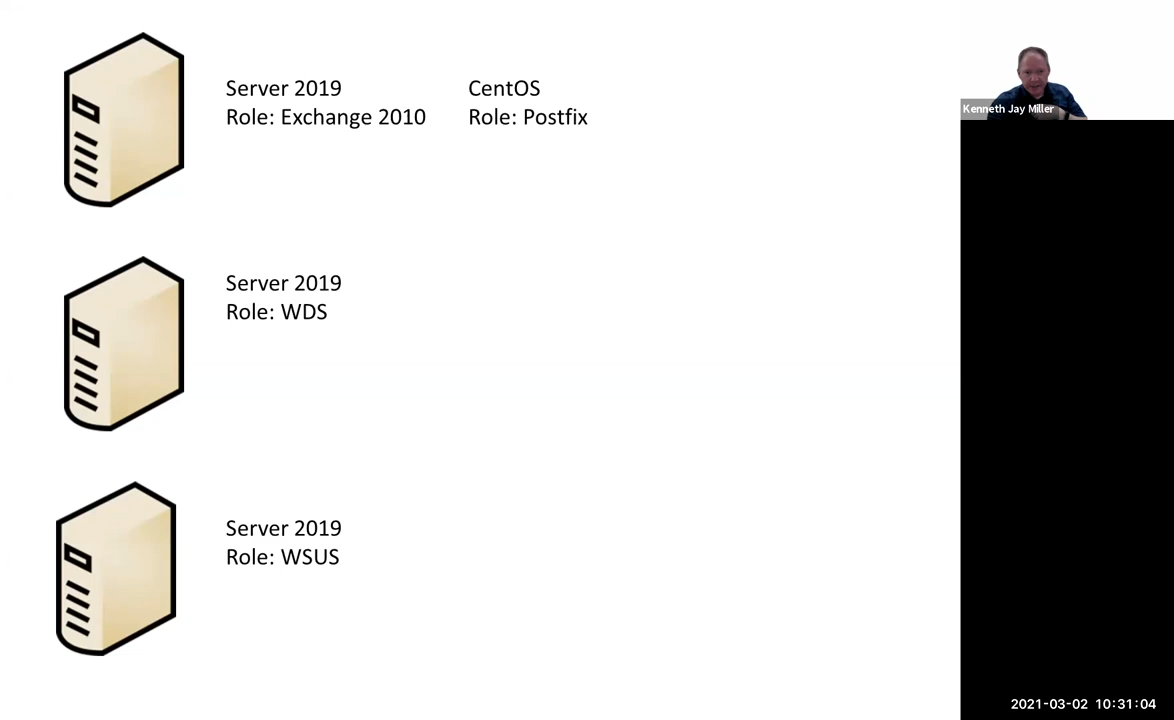 Server 2019
Role: Exchange 2010
CentOS
Role: Postfix
Kenneth Jay Miller
Server 2019
Role: WDS
Server 2019
Role: WSUS
2021-03-02 10:31:04